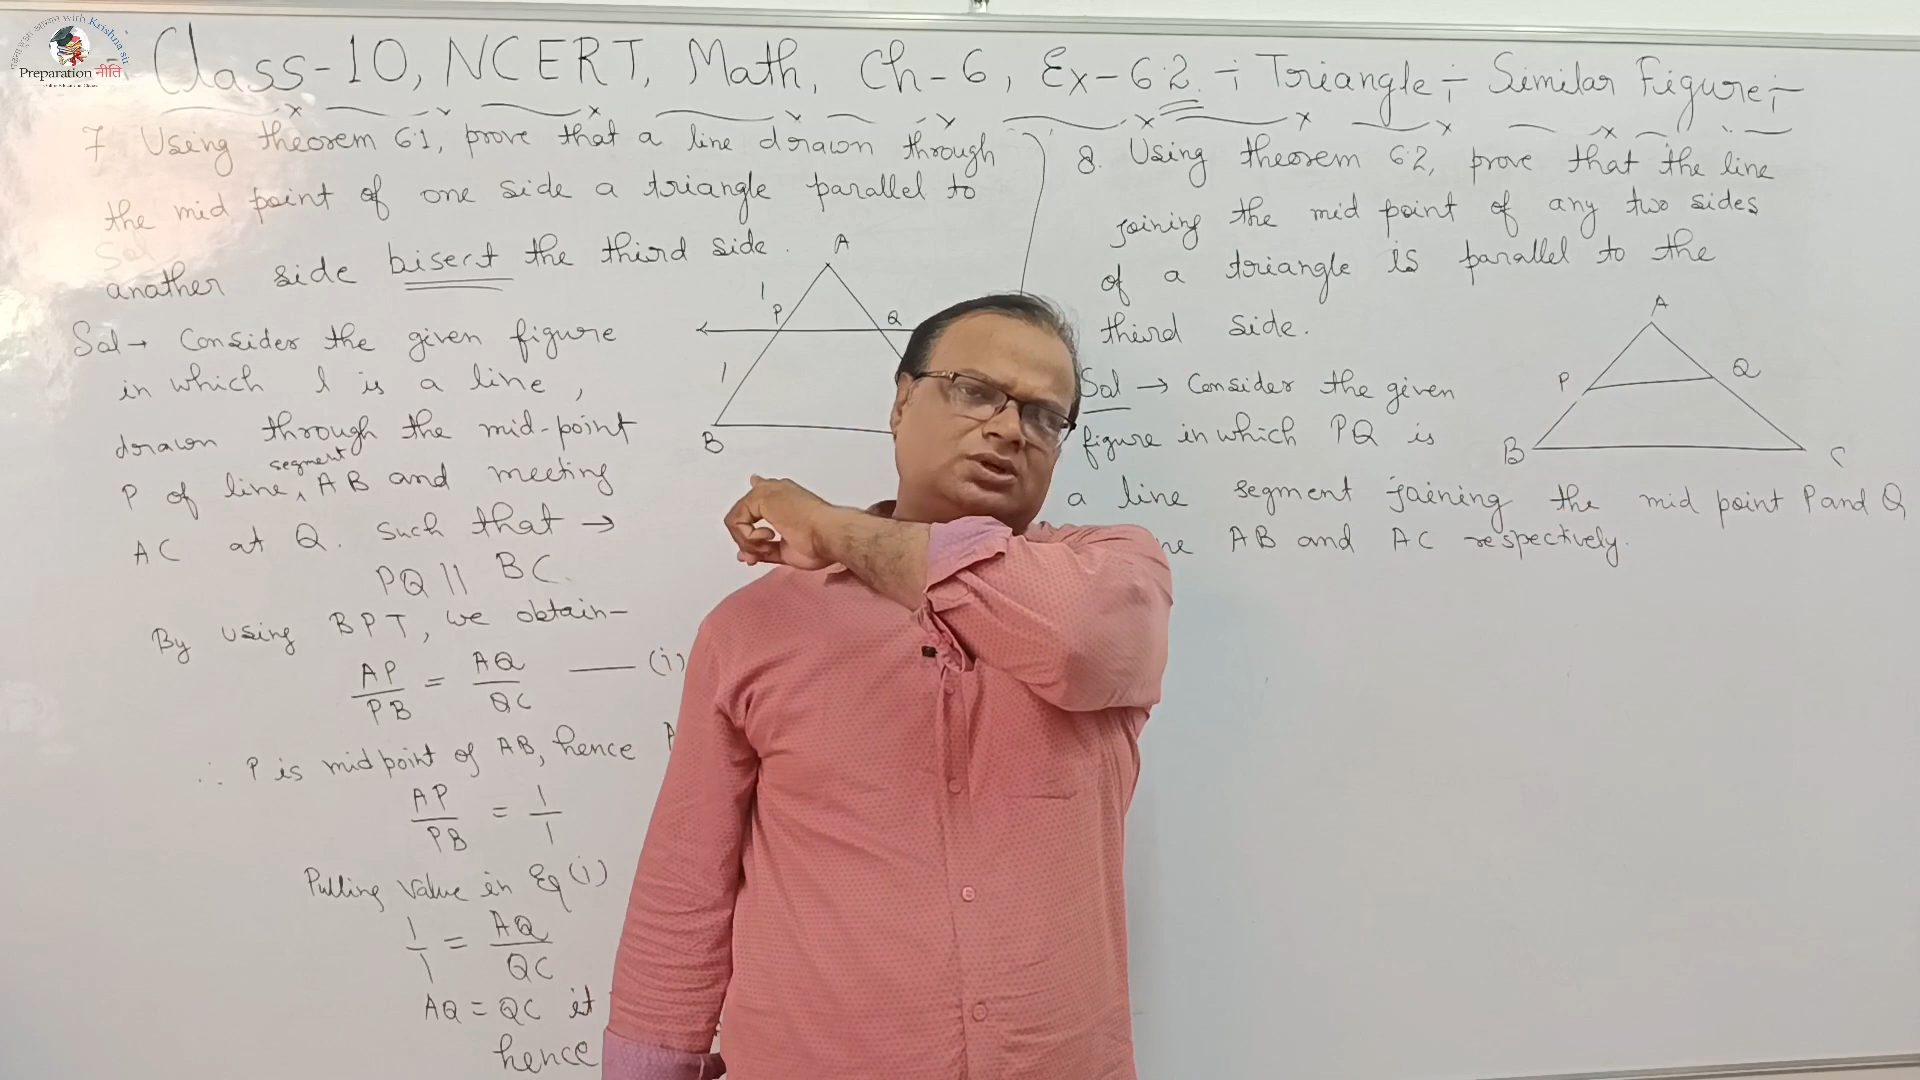 with Krishna sir
Preparation नीति
Class-10, NCERT, Math, Ch-6, Ex-6.2 -; Triangle;- Similar Figure;-
7 Using theorem 6.1, prove that a line drawn through
the mid point of one side a triangle parallel to
anather side bisect the third side.
Sol → Consider the given figure
in which l is a line,
drawn through the mid-point
segment
P of line, AB and meeting
AC at Q. such that →
PQ || BC.
By using BPT, we obtain-
AP/PB = AQ/QC —— (i)
∴ P is midpoint of AB, hence A
AP/PB = 1/1
Putting value in Eq (i)
1/1 = AQ/QC
AQ = QC it
hence
A
1
P
Q
1
B
8. Using theorem 6.2, prove that the line
joining the mid point of any two sides
of a triangle is parallel to the
third side.
Sol → Consider the given
figure in which PQ is
a line segment joining the mid point P and Q
ne AB and AC respectively.
A
P
Q
B
C